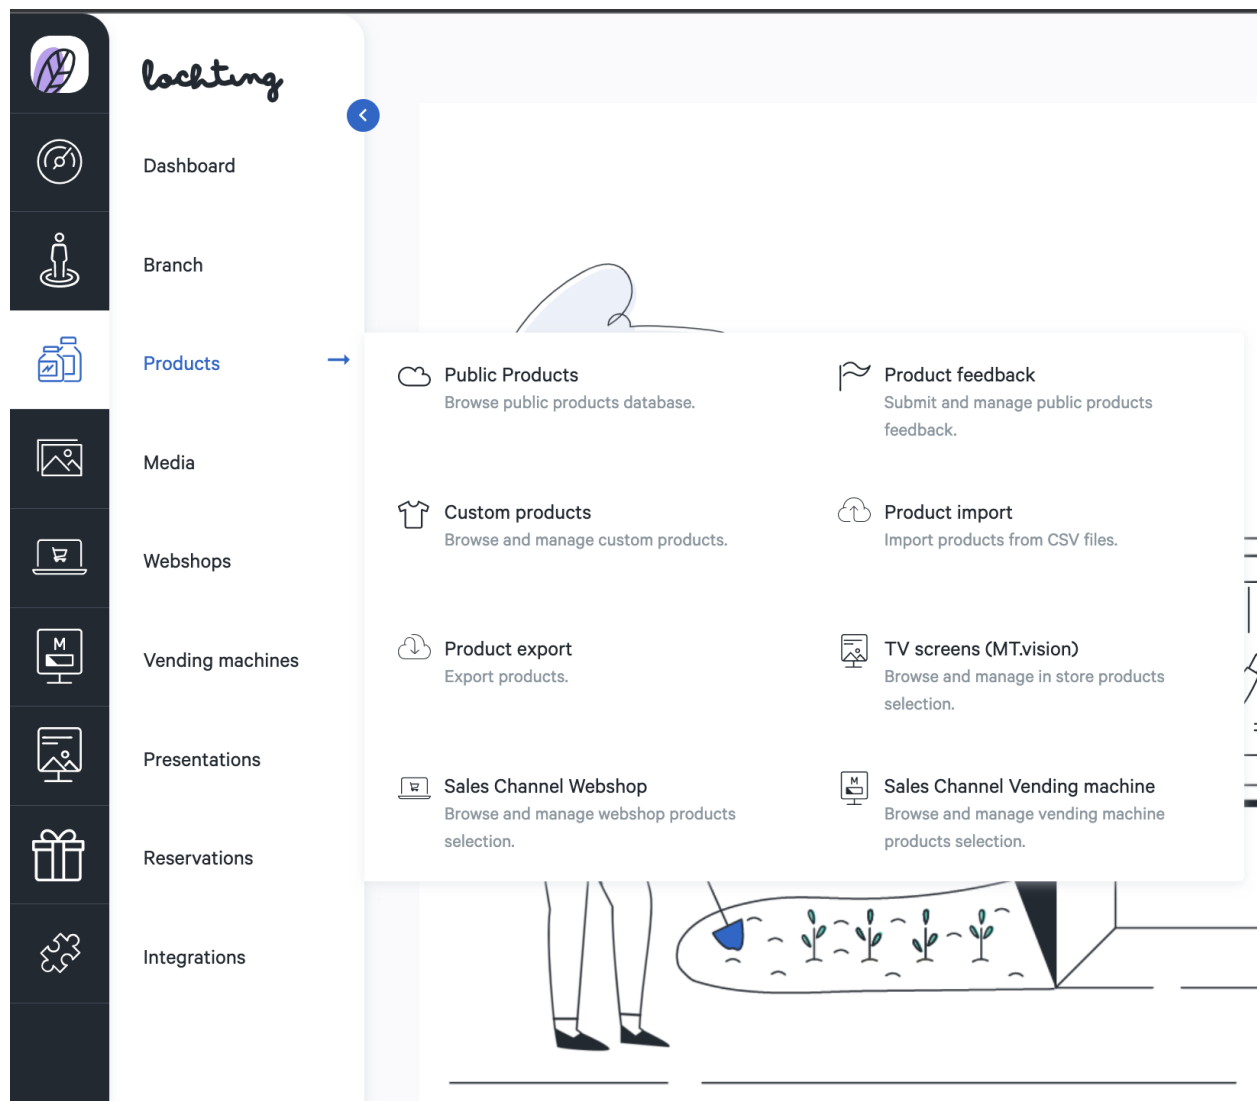 lochting
Dashboard
Branch
Products
Media
Webshops
Vending machines
Presentations
Reservations
Integrations
Public Products
Browse public products database.
Product feedback
Submit and manage public products
feedback.
Custom products
Browse and manage custom products.
Product import
Import products from CSV files.
Product export
Export products.
M
TV screens (MT.vision)
Browse and manage in store products
selection.
Sales Channel Webshop
Browse and manage webshop products
selection.
M
Sales Channel Vending machine
Browse and manage vending machine
products selection.